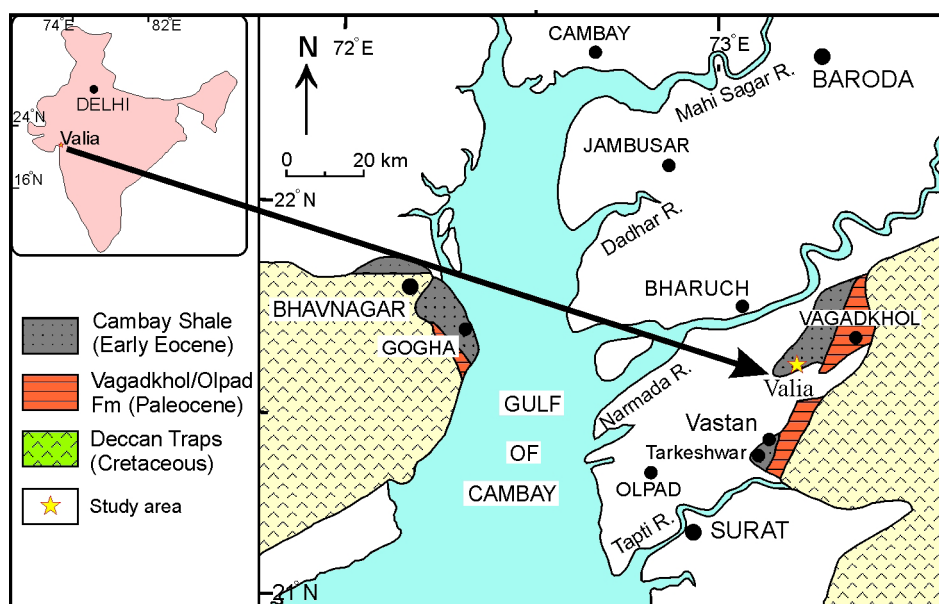 74°E
82°E
DELHI
24°N
Valia
16°N
Cambay Shale
(Early Eocene)
Vagadkhol/Olpad
Fm (Paleocene)
Deccan Traps
(Cretaceous)
Study area
72°E
73°E
N
0 20 km
CAMBAY
BARODA
Mahi Sagar R.
JAMBUSAR
22°N
Dadhar R.
BHAVNAGAR
GOGHA
BHARUCH
VAGADKHOL
Valia
Narmada R.
GULF
OF
CAMBAY
Vastan
Tarkeshwar
OLPAD
Tapti R.
SURAT
21°N